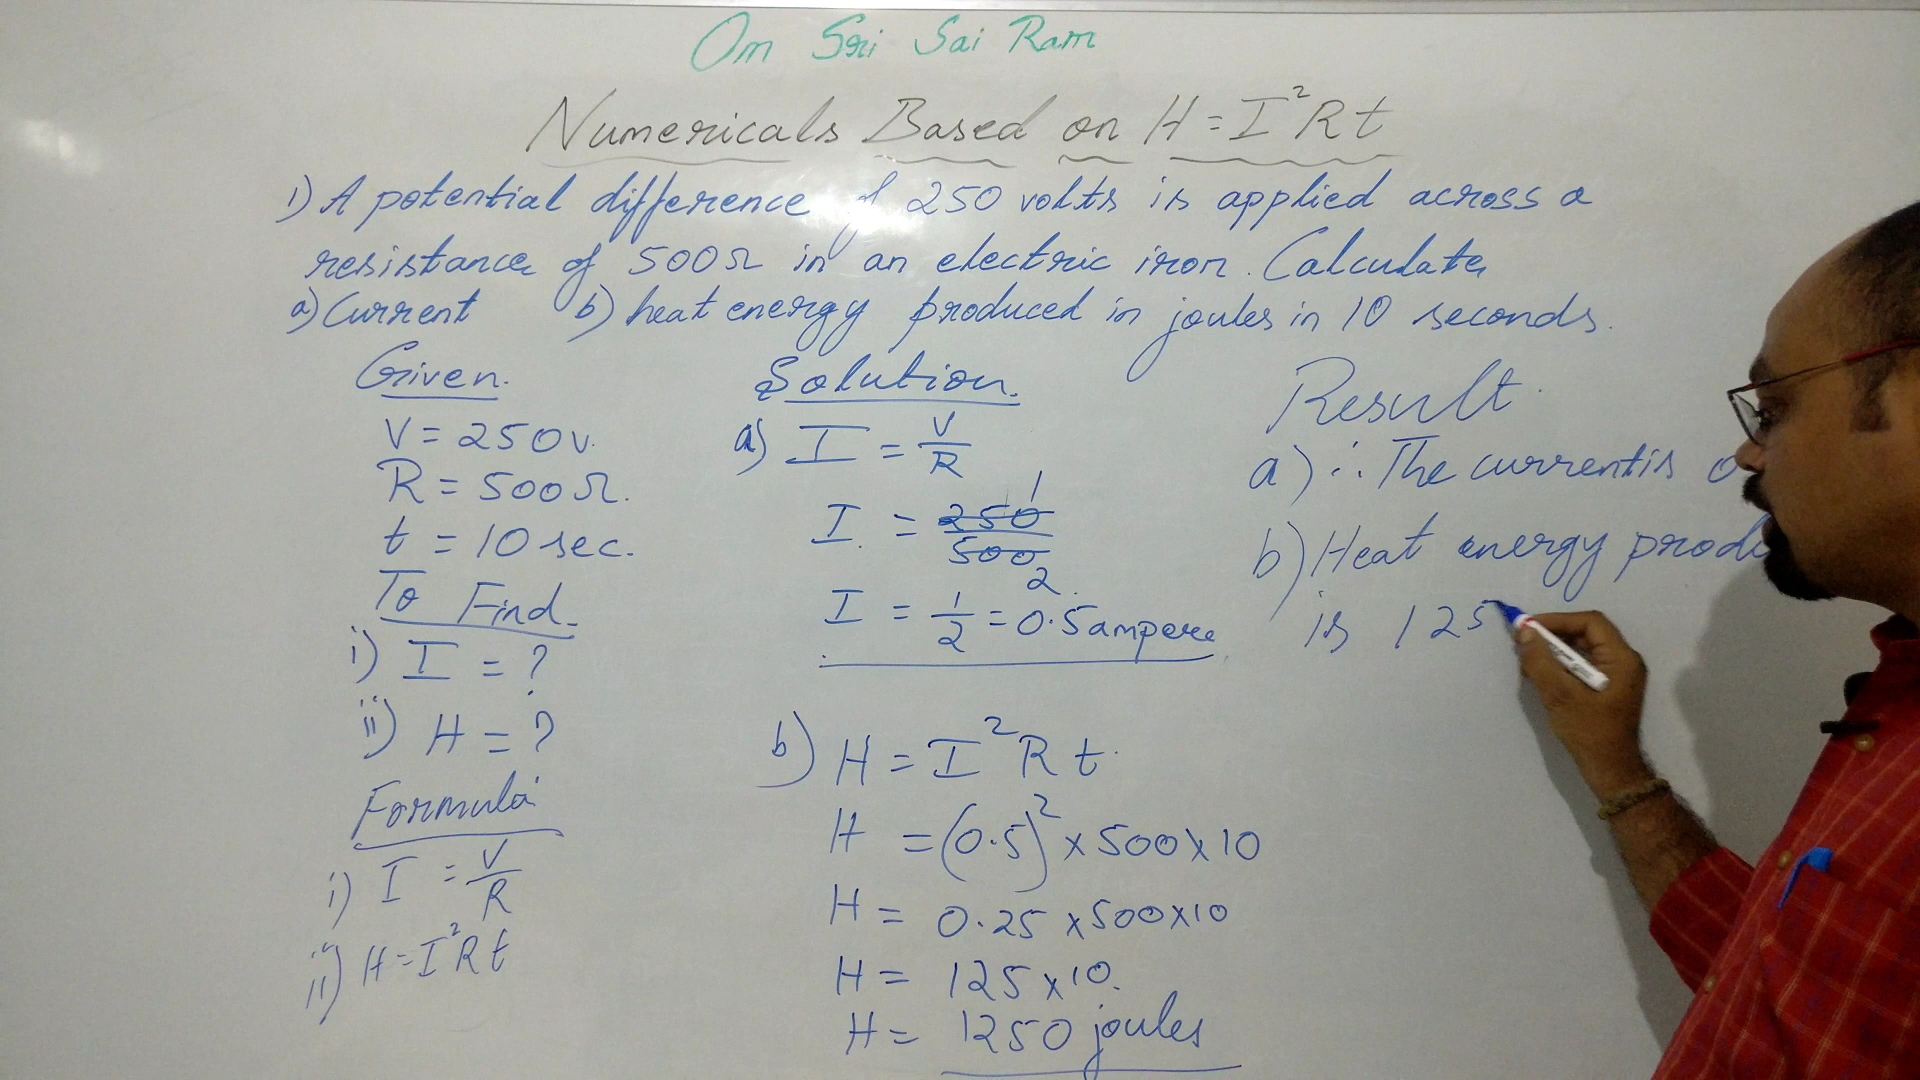 Om Sri Sai Ram
Numericals Based on H = I²Rt
1) A potential difference of 250 volts is applied across a
resistance of 500Ω in an electric iron. Calculate
a) Current b) heat energy produced in joules in 10 seconds.
Given.
V = 250v.
R = 500Ω.
t = 10 sec.
To Find.
i) I = ?
ii) H = ?
Formula
i) I = V/R
ii) H = I²Rt
Solution.
a) I = V/R
I = 250/500
1
2
I = 1/2 = 0.5 ampere
b) H = I²Rt
H = (0.5)² × 500 × 10
H = 0.25 × 500 × 10
H = 125 × 10.
H = 1250 joules
Result.
a) ∴ The current is
b) Heat energy produ
is 125